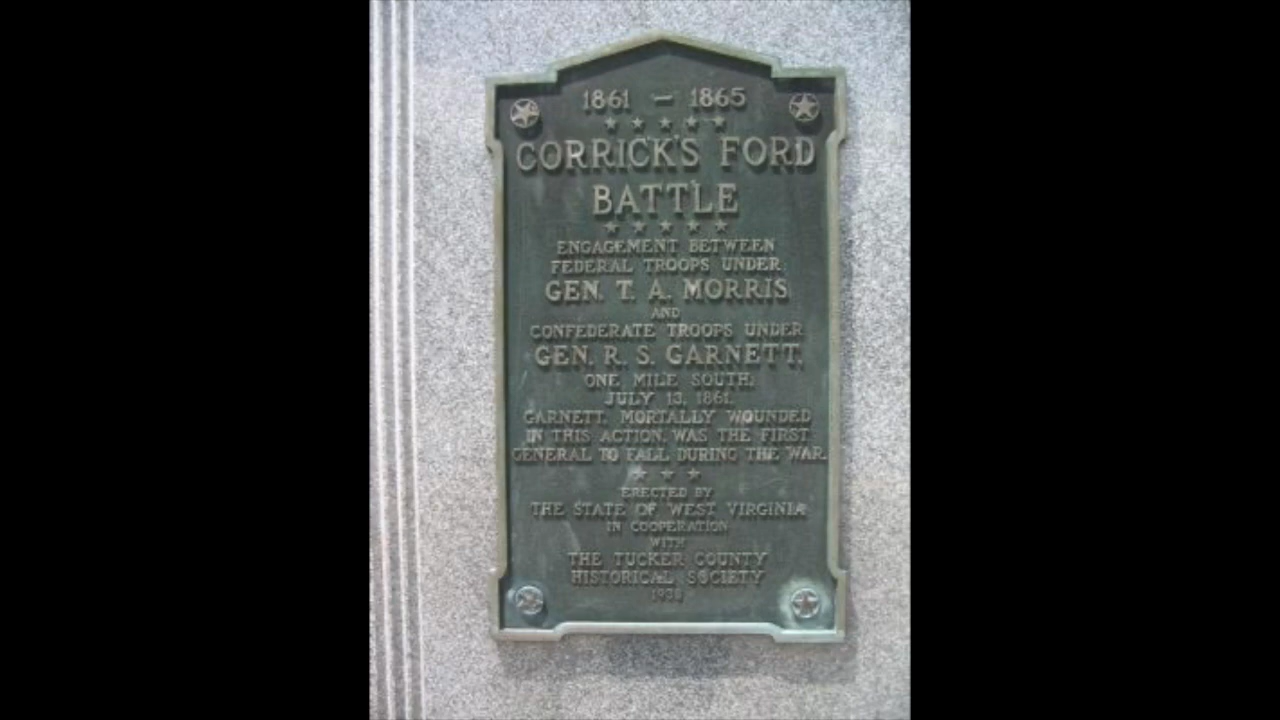 1861 — 1865
CORRICK'S FORD
BATTLE
ENGAGEMENT BETWEEN
FEDERAL TROOPS UNDER
GEN. T. A. MORRIS
AND
CONFEDERATE TROOPS UNDER
GEN. R. S. GARNETT,
ONE MILE SOUTH,
JULY 13, 1861.
GARNETT, MORTALLY WOUNDED
IN THIS ACTION, WAS THE FIRST
GENERAL TO FALL DURING THE WAR.
ERECTED BY
THE STATE OF WEST VIRGINIA
IN COOPERATION
WITH
THE TUCKER COUNTY
HISTORICAL SOCIETY